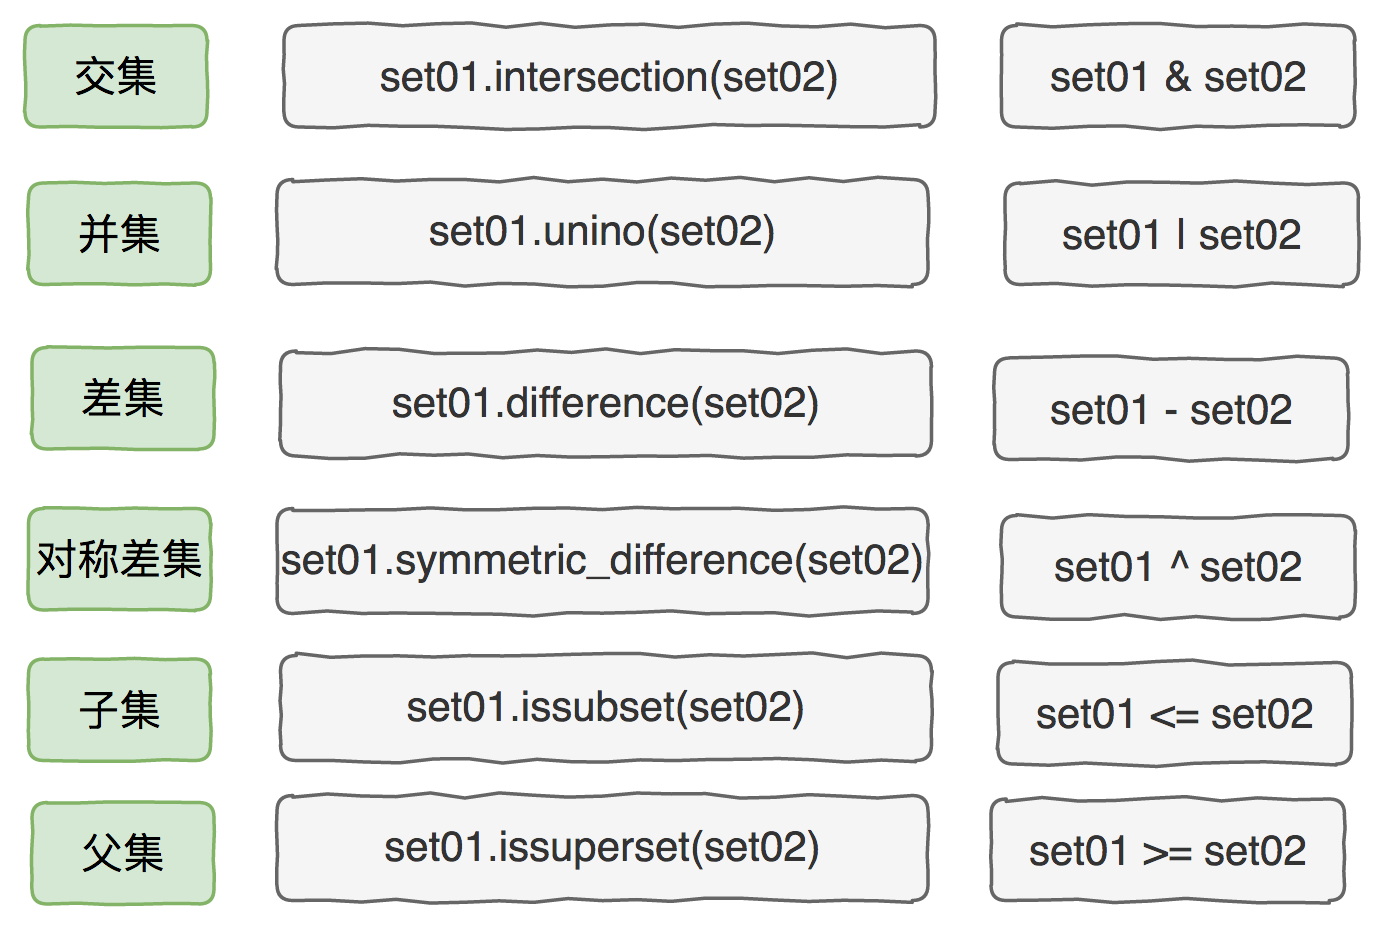 交集 set01.intersection(set02) set01 & set02
并集 set01.unino(set02) set01 | set02
差集 set01.difference(set02) set01 - set02
对称差集 set01.symmetric_difference(set02) set01 ^ set02
子集 set01.issubset(set02) set01 <= set02
父集 set01.issuperset(set02) set01 >= set02